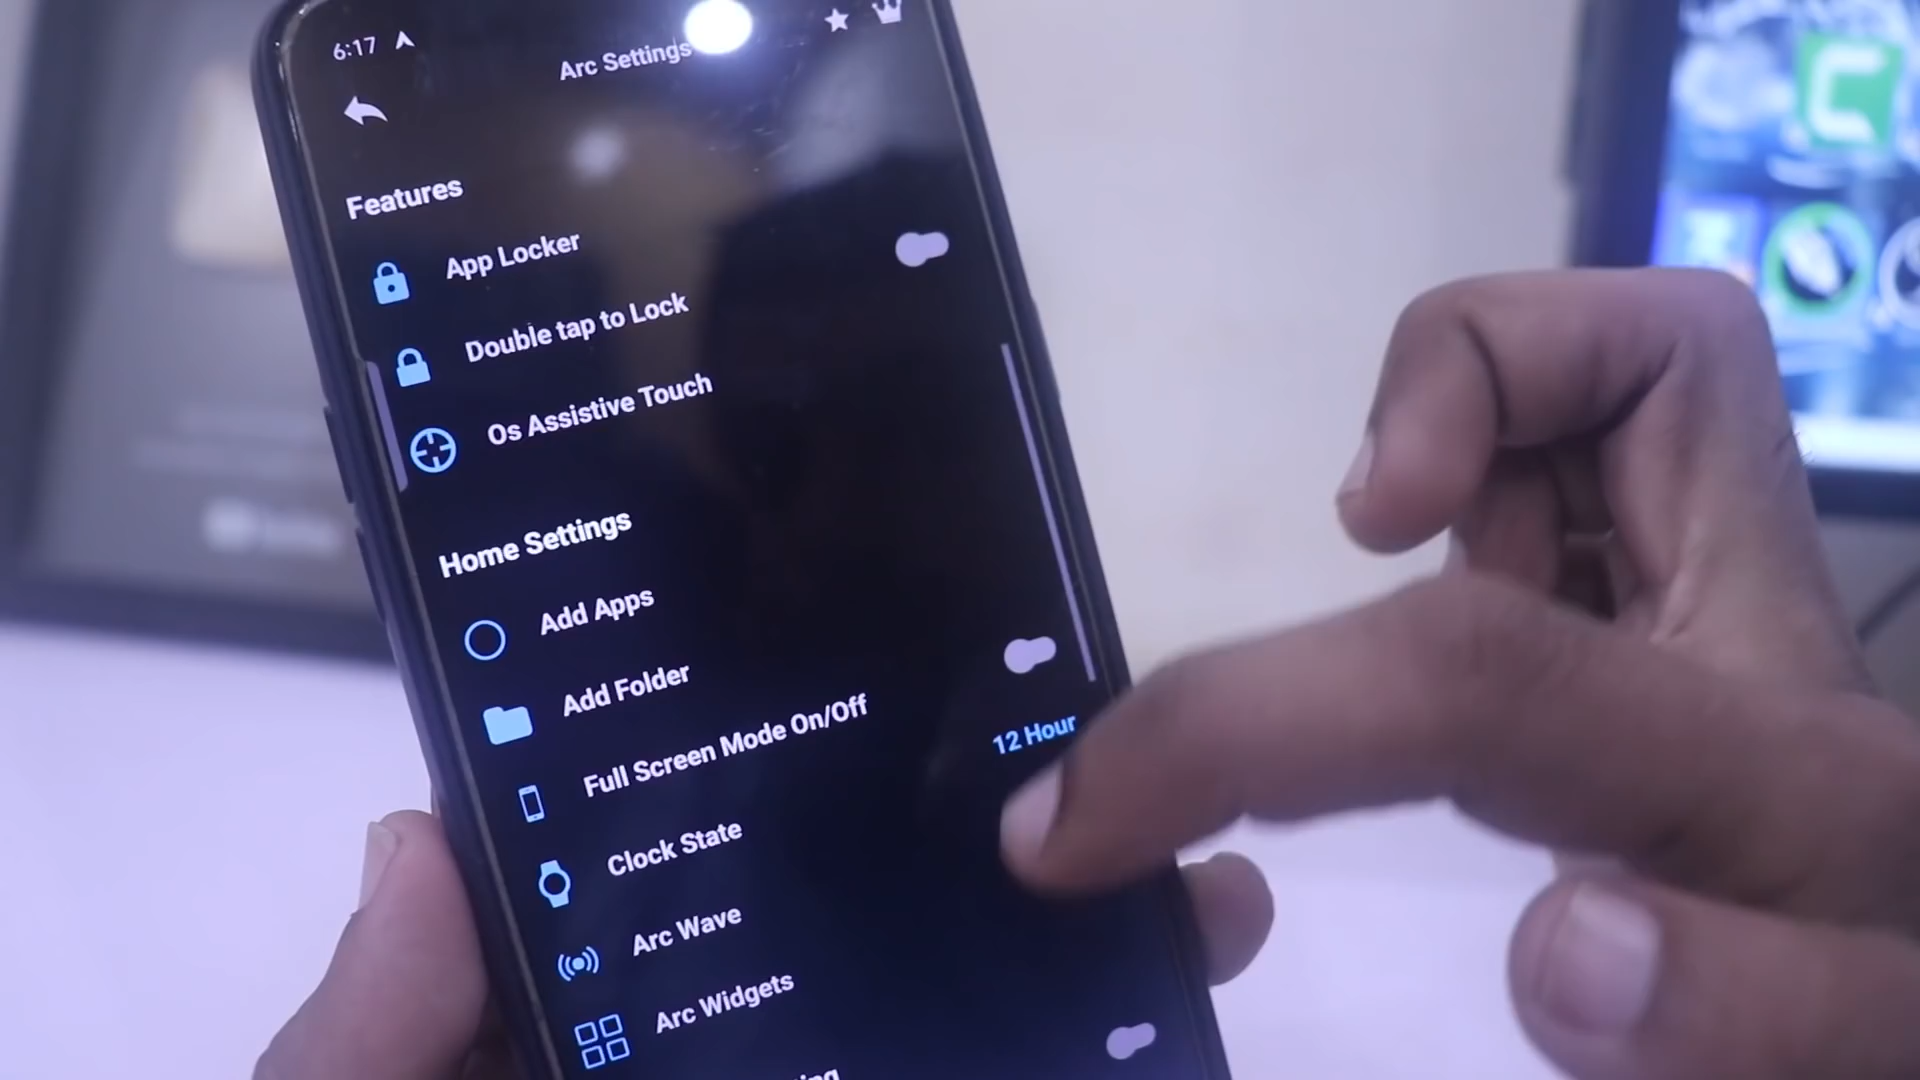 6:17
Arc Settings
Features
App Locker
Double tap to Lock
Os Assistive Touch
Home Settings
Add Apps
Add Folder
Full Screen Mode On/Off
12 Hour
Clock State
Arc Wave
Arc Widgets